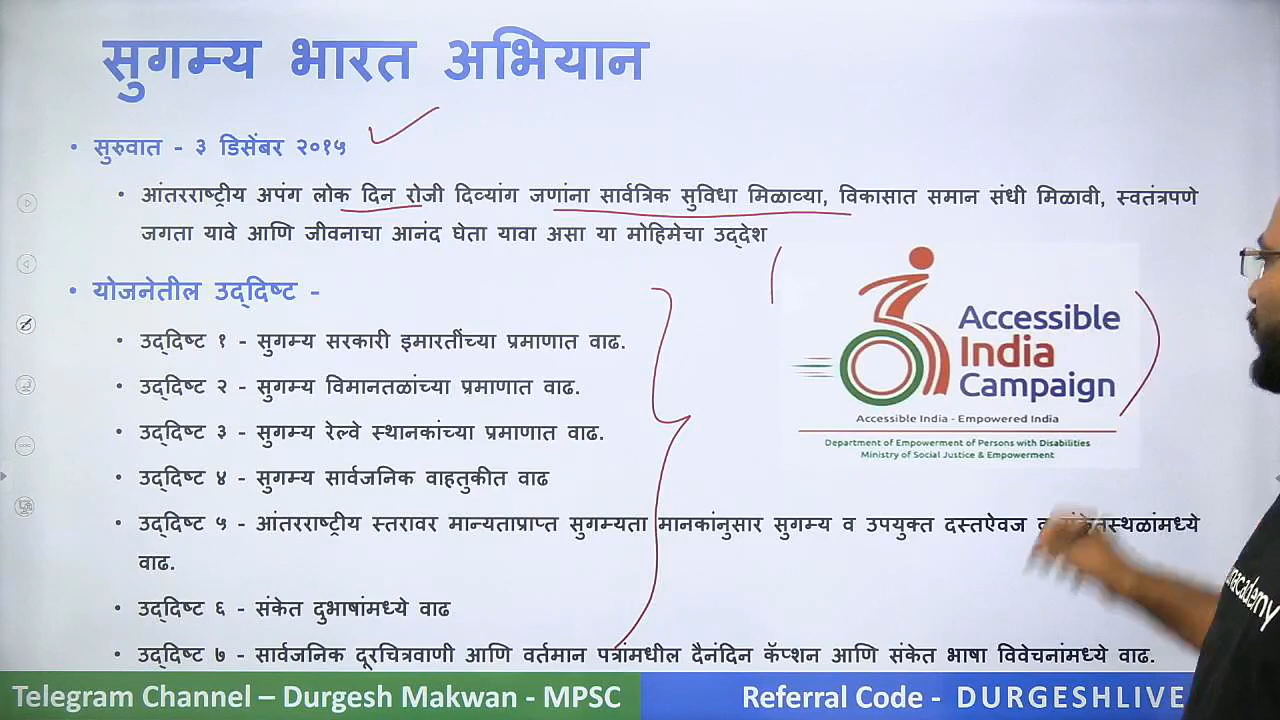 सुगम्य भारत अभियान
• सुरुवात - ३ डिसेंबर २०१५
• आंतरराष्ट्रीय अपंग लोक दिन रोजी दिव्यांग जणांना सार्वत्रिक सुविधा मिळाव्या, विकासात समान संधी मिळावी, स्वतंत्रपणे
जगता यावे आणि जीवनाचा आनंद घेता यावा असा या मोहिमेचा उद्देश
• योजनेतील उद्दिष्ट -
• उद्दिष्ट १ - सुगम्य सरकारी इमारतींच्या प्रमाणात वाढ.
• उद्दिष्ट २ - सुगम्य विमानतळांच्या प्रमाणात वाढ.
• उद्दिष्ट ३ - सुगम्य रेल्वे स्थानकांच्या प्रमाणात वाढ.
• उद्दिष्ट ४ - सुगम्य सार्वजनिक वाहतुकीत वाढ
• उद्दिष्ट ५ - आंतरराष्ट्रीय स्तरावर मान्यताप्राप्त सुगम्यता मानकांनुसार सुगम्य व उपयुक्त दस्तऐवज
वाढ.
• उद्दिष्ट ६ - संकेत दुभाषांमध्ये वाढ
• उद्दिष्ट ७ - सार्वजनिक दूरचित्रवाणी आणि वर्तमान पत्रांमधील दैनंदिन कॅप्शन आणि संकेत भाषा विवेचनांमध्ये वाढ.
Accessible
India
Campaign
Accessible India - Empowered India
Department of Empowerment of Persons with Disabilities
Ministry of Social Justice & Empowerment
Telegram Channel – Durgesh Makwan - MPSC
Referral Code - DURGESHLIVE